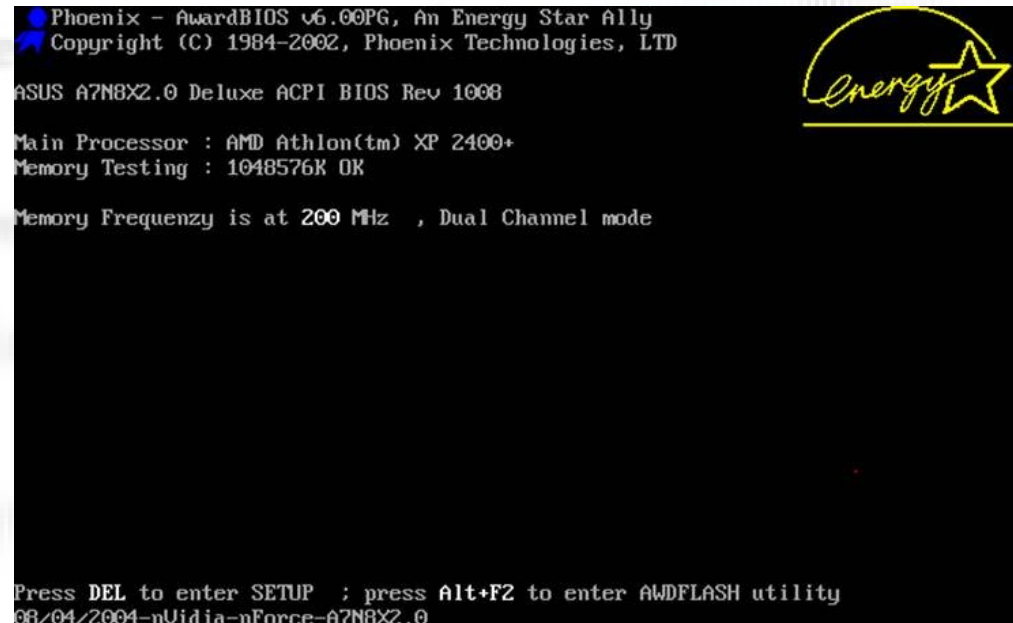 Phoenix - AwardBIOS v6.00PG, An Energy Star Ally
Copyright (C) 1984-2002, Phoenix Technologies, LTD
energy
ASUS A7N8X2.0 Deluxe ACPI BIOS Rev 1008
Main Processor : AMD Athlon(tm) XP 2400+
Memory Testing : 1048576K OK
Memory Frequenzy is at 200 MHz , Dual Channel mode
Press DEL to enter SETUP ; press Alt+F2 to enter AWDFLASH utility
08/04/2004-nVidia-nForce-A7N8X2.0